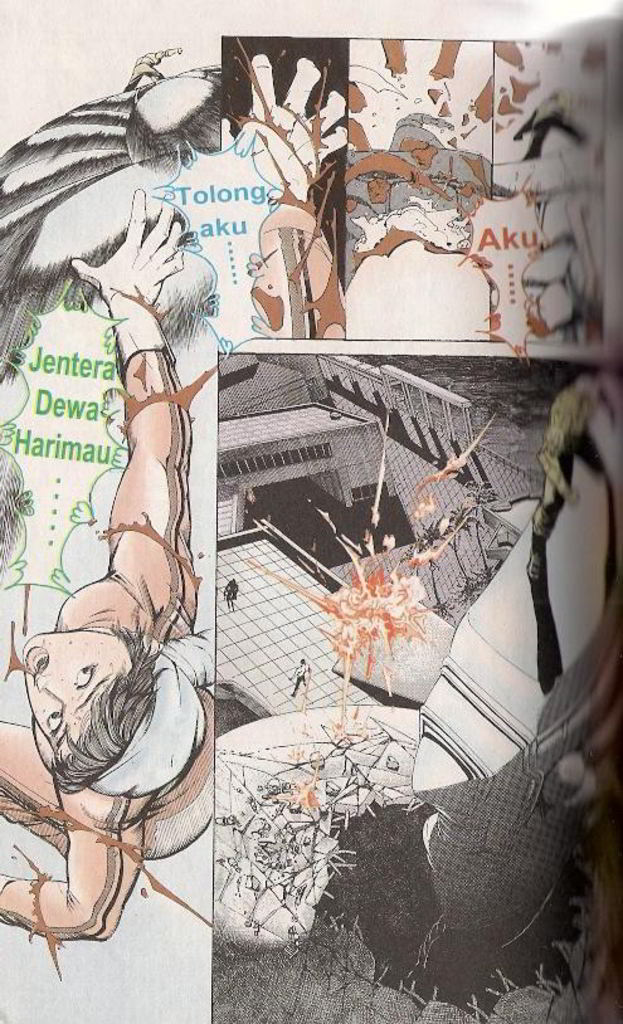 Aku
......
Tolong
aku
......
Jentera
Dewa
Harimau
.....